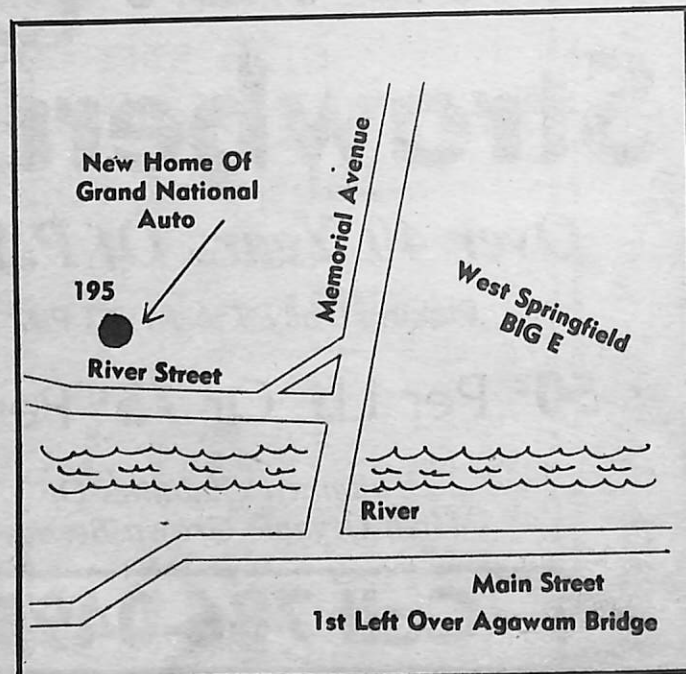 New Home Of
Grand National
Auto
195
River Street
Memorial Avenue
West Springfield
BIG E
River
Main Street
1st Left Over Agawam Bridge